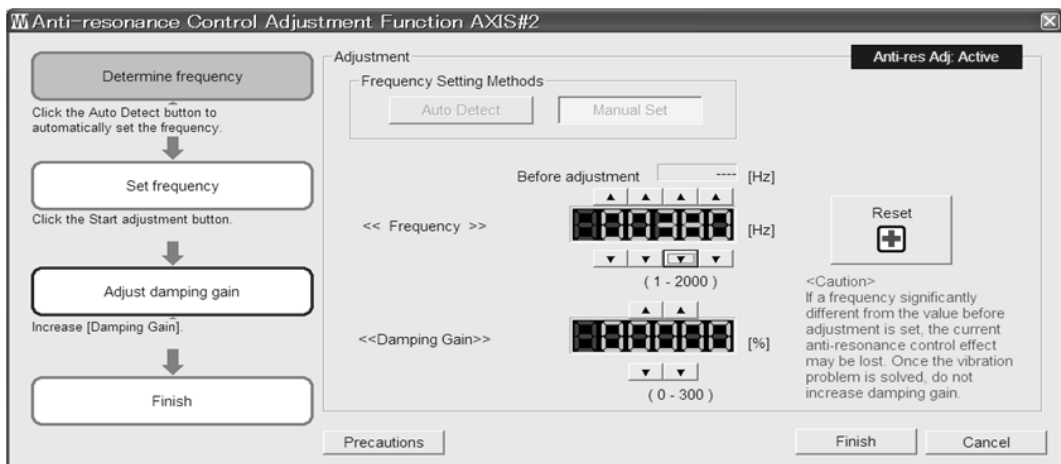 Anti-resonance Control Adjustment Function AXIS#2
Determine frequency
Click the Auto Detect button to
automatically set the frequency.
Set frequency
Click the Start adjustment button.
Adjust damping gain
Increase [Damping Gain].
Finish
Adjustment
Anti-res Adj: Active
Frequency Setting Methods
Auto Detect
Manual Set
Before adjustment ---- [Hz]
<< Frequency >>
[Hz]
( 1 - 2000 )
<<Damping Gain>>
[%]
( 0 - 300 )
Reset
<Caution>
If a frequency significantly
different from the value before
adjustment is set, the current
anti-resonance control effect
may be lost. Once the vibration
problem is solved, do not
increase damping gain.
Precautions
Finish
Cancel